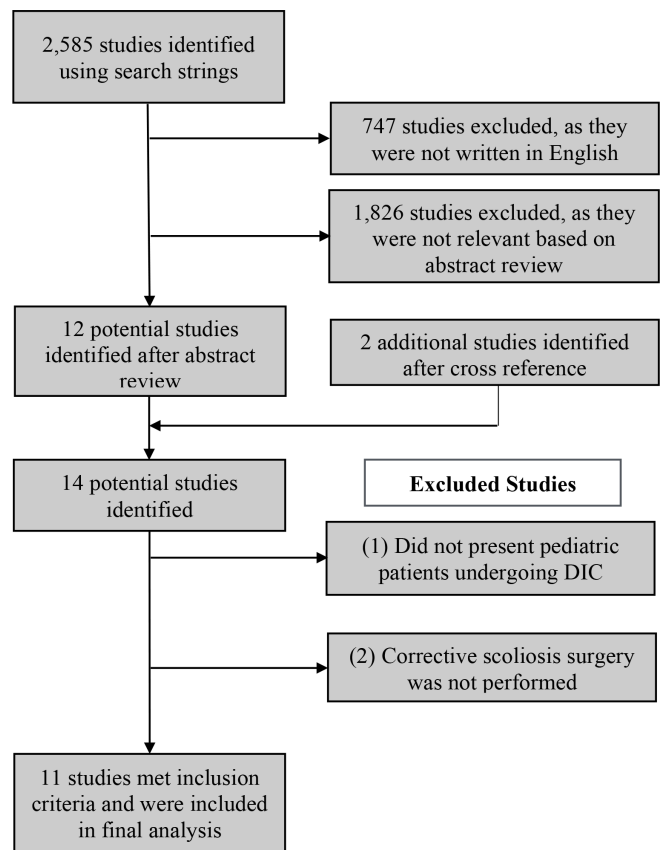 2,585 studies identified
using search strings
747 studies excluded, as they
were not written in English
1,826 studies excluded, as they
were not relevant based on
abstract review
12 potential studies
identified after abstract
review
2 additional studies identified
after cross reference
14 potential studies
identified
Excluded Studies
(1) Did not present pediatric
patients undergoing DIC
(2) Corrective scoliosis surgery
was not performed
11 studies met inclusion
criteria and were included
in final analysis